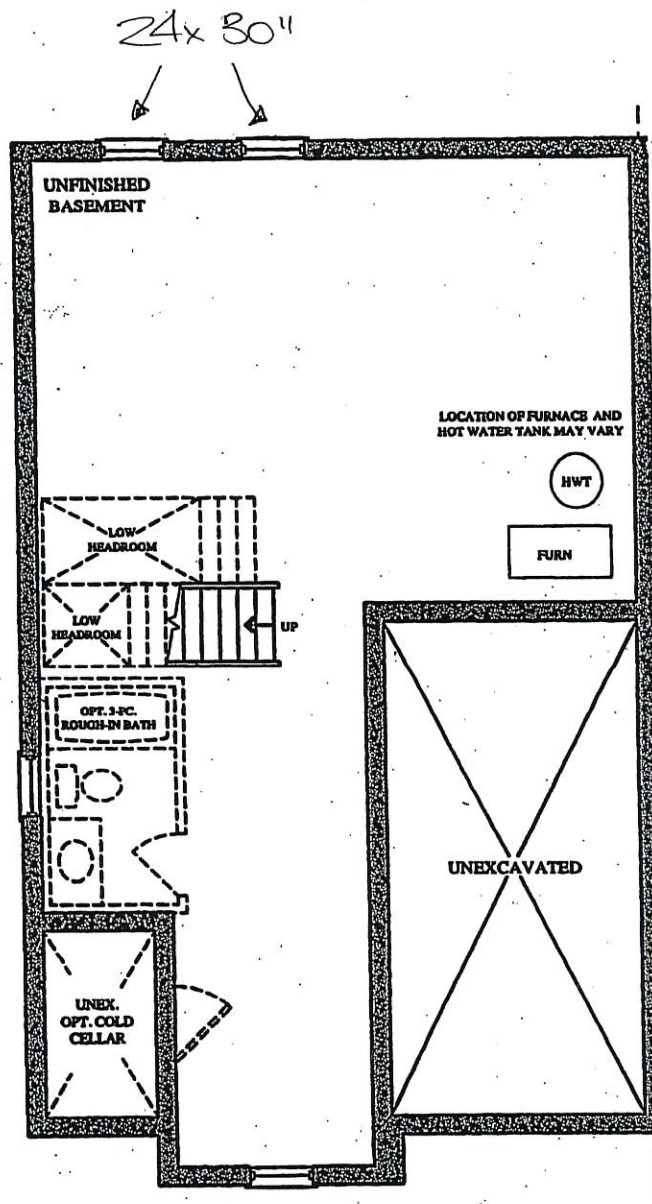 24x 30"
UNFINISHED
BASEMENT
LOCATION OF FURNACE AND
HOT WATER TANK MAY VARY
HWT
FURN
LOW
HEADROOM
LOW
HEADROOM
UP
OPT. 3-PC.
ROUGH-IN BATH
UNEXCAVATED
UNEX.
OPT. COLD
CELLAR